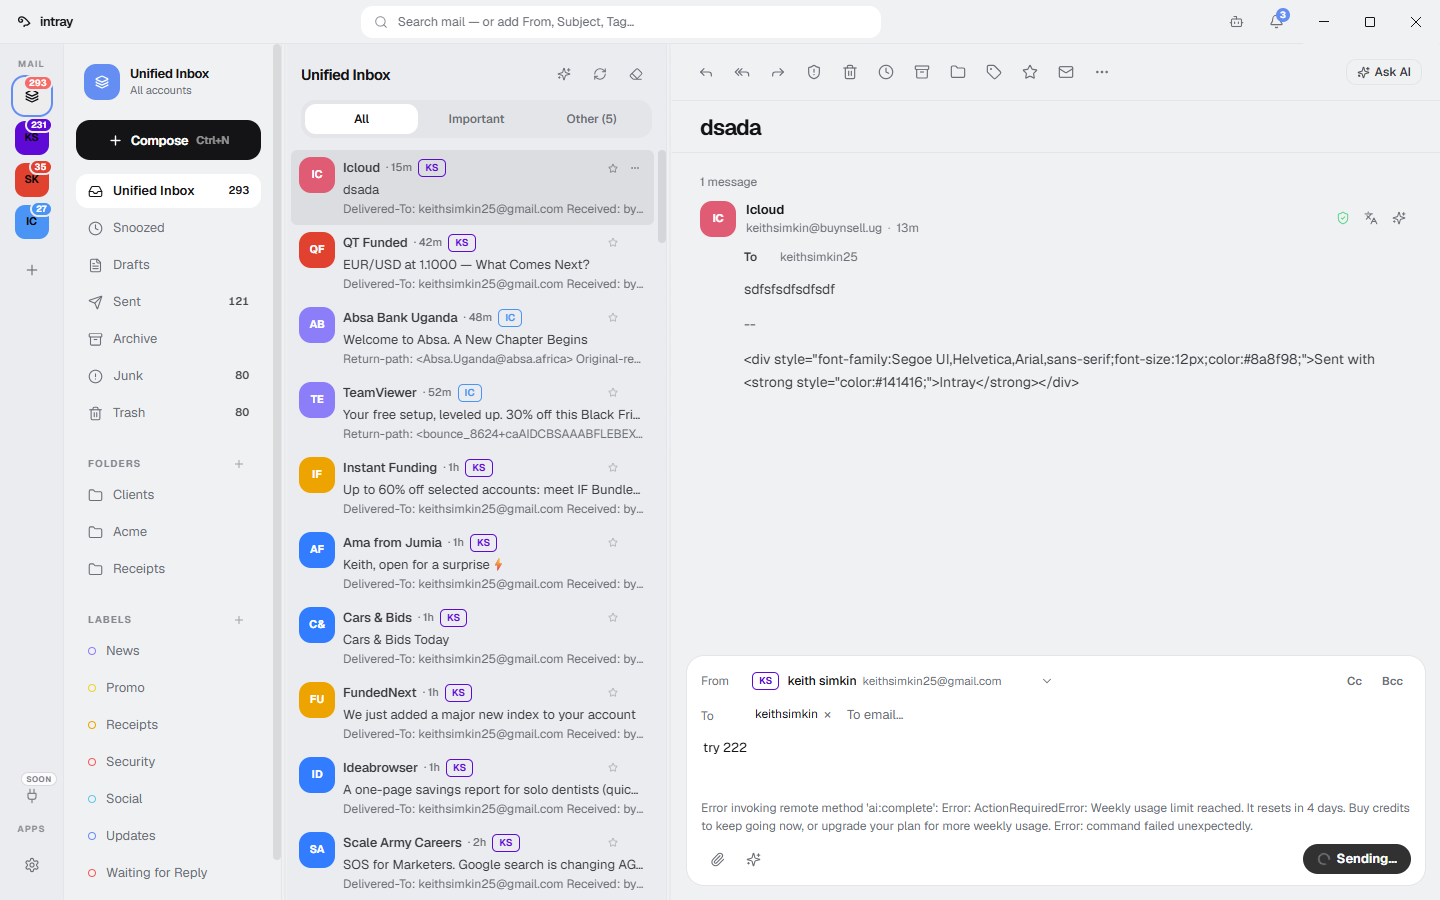 intray
Search mail — or add From, Subject, Tag...
3
MAIL
293
231
KS
35
SK
27
IC
SOON
APPS
Unified Inbox
All accounts
Compose Ctrl+N
Unified Inbox 293
Snoozed
Drafts
Sent 121
Archive
Junk 80
Trash 80
FOLDERS
Clients
Acme
Receipts
LABELS
News
Promo
Receipts
Security
Social
Updates
Waiting for Reply
Unified Inbox
All Important Other (5)
IC Icloud · 15m KS
dsada
Delivered-To: keithsimkin25@gmail.com Received: by...
QF QT Funded · 42m KS
EUR/USD at 1.1000 — What Comes Next?
Delivered-To: keithsimkin25@gmail.com Received: by...
AB Absa Bank Uganda · 48m IC
Welcome to Absa. A New Chapter Begins
Return-path: <Absa.Uganda@absa.africa> Original-re...
TE TeamViewer · 52m IC
Your free setup, leveled up. 30% off this Black Fri...
Return-path: <bounce_8624+caAIDCBSAAABFLEBEX...
IF Instant Funding · 1h KS
Up to 60% off selected accounts: meet IF Bundle...
Delivered-To: keithsimkin25@gmail.com Received: by...
AF Ama from Jumia · 1h KS
Keith, open for a surprise ⚡
Delivered-To: keithsimkin25@gmail.com Received: by...
C& Cars & Bids · 1h KS
Cars & Bids Today
Delivered-To: keithsimkin25@gmail.com Received: by...
FU FundedNext · 1h KS
We just added a major new index to your account
Delivered-To: keithsimkin25@gmail.com Received: by...
ID Ideabrowser · 1h KS
A one-page savings report for solo dentists (quic...
Delivered-To: keithsimkin25@gmail.com Received: by...
SA Scale Army Careers · 2h KS
SOS for Marketers. Google search is changing AG...
Delivered-To: keithsimkin25@gmail.com Received: by...
Ask AI
dsada
1 message
IC Icloud
keithsimkin@buynsell.ug · 13m
To keithsimkin25
sdfsfsdfsdfsdf
--
<div style="font-family:Segoe UI,Helvetica,Arial,sans-serif;font-size:12px;color:#8a8f98;">Sent with
<strong style="color:#141416;">Intray</strong></div>
From KS keith simkin keithsimkin25@gmail.com Cc Bcc
To keithsimkin × To email...
try 222
Error invoking remote method 'ai:complete': Error: ActionRequiredError: Weekly usage limit reached. It resets in 4 days. Buy credits
to keep going now, or upgrade your plan for more weekly usage. Error: command failed unexpectedly.
Sending...